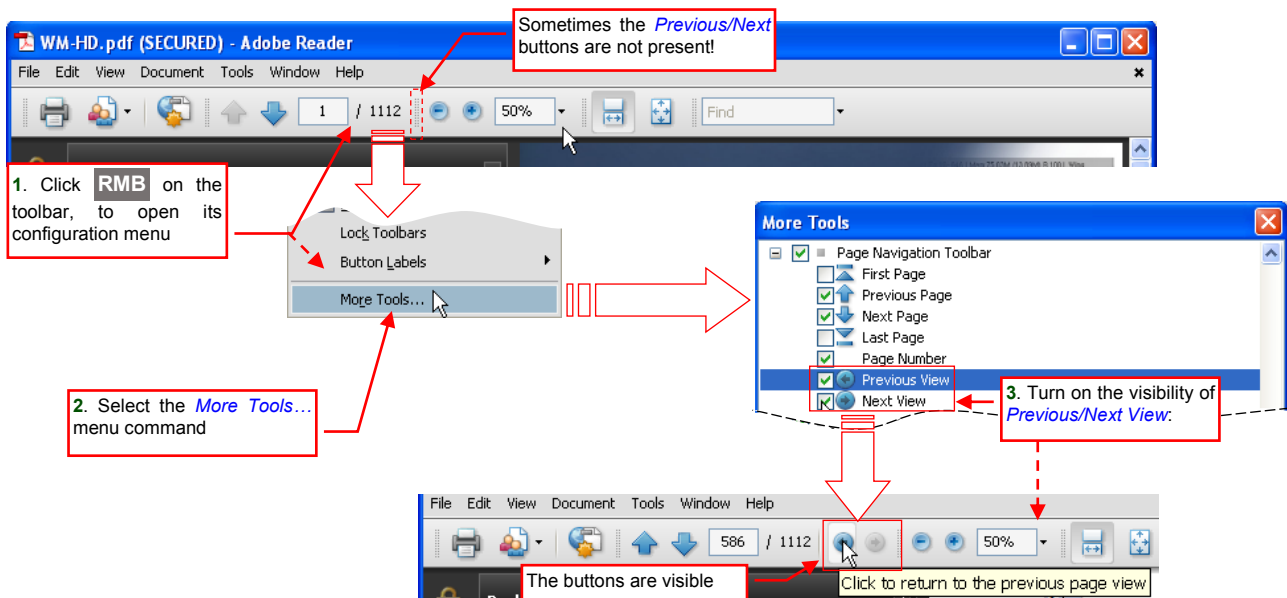 Sometimes the Previous/Next
buttons are not present!
WM-HD.pdf (SECURED) - Adobe Reader
File Edit View Document Tools Window Help
1 / 1112
50%
Find
1. Click RMB on the
toolbar, to open its
configuration menu
Lock Toolbars
Button Labels
More Tools...
2. Select the More Tools…
menu command
More Tools
Page Navigation Toolbar
First Page
Previous Page
Next Page
Last Page
Page Number
Previous View
Next View
3. Turn on the visibility of
Previous/Next View:
File Edit View Document Tools Window Help
586 / 1112
50%
The buttons are visible
Click to return to the previous page view